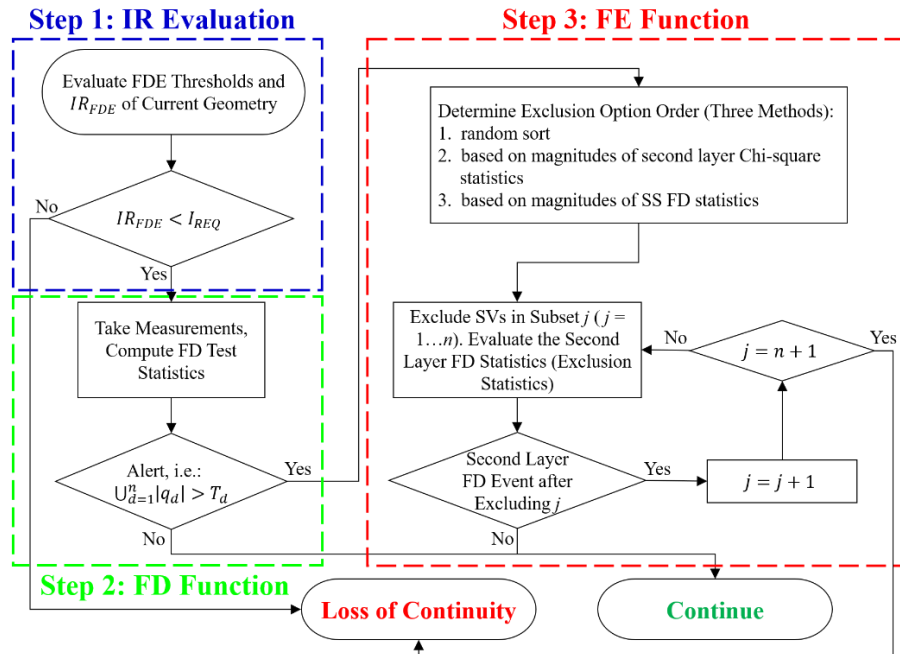 Step 1: IR Evaluation
Evaluate FDE Thresholds and
IR_FDE of Current Geometry
No
IR_FDE < I_REQ
Yes
Take Measurements,
Compute FD Test
Statistics
Alert, i.e.:
⋃ⁿ_d=1|q_d| > T_d
Yes
No
Step 2: FD Function
Step 3: FE Function
Determine Exclusion Option Order (Three Methods):
1. random sort
2. based on magnitudes of second layer Chi-square
statistics
3. based on magnitudes of SS FD statistics
Exclude SVs in Subset j ( j =
1…n). Evaluate the Second
Layer FD Statistics (Exclusion
Statistics)
No
j = n + 1
Yes
Second Layer
FD Event after
Excluding j
Yes
j = j + 1
No
Loss of Continuity
Continue